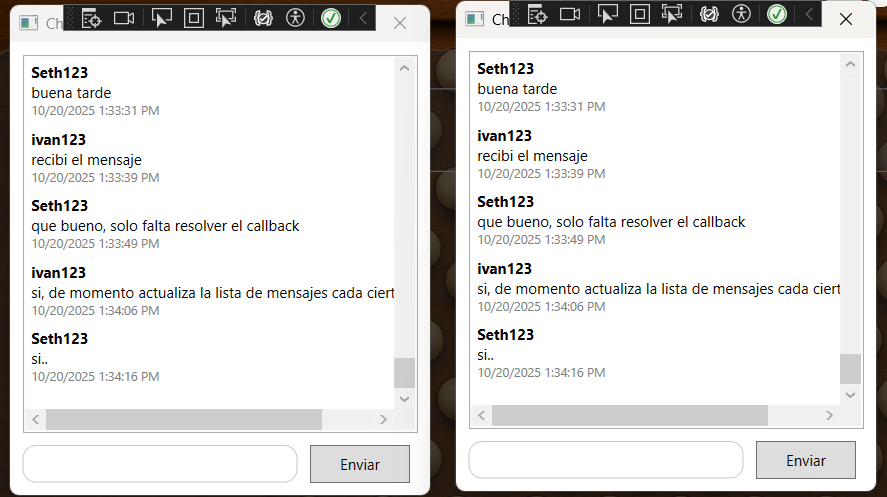 Ch
Seth123
buena tarde
10/20/2025 1:33:31 PM
ivan123
recibi el mensaje
10/20/2025 1:33:39 PM
Seth123
que bueno, solo falta resolver el callback
10/20/2025 1:33:49 PM
ivan123
si, de momento actualiza la lista de mensajes cada ciert
10/20/2025 1:34:06 PM
Seth123
si..
10/20/2025 1:34:16 PM
Enviar
Ch
Seth123
buena tarde
10/20/2025 1:33:31 PM
ivan123
recibi el mensaje
10/20/2025 1:33:39 PM
Seth123
que bueno, solo falta resolver el callback
10/20/2025 1:33:49 PM
ivan123
si, de momento actualiza la lista de mensajes cada ciert
10/20/2025 1:34:06 PM
Seth123
si..
10/20/2025 1:34:16 PM
Enviar